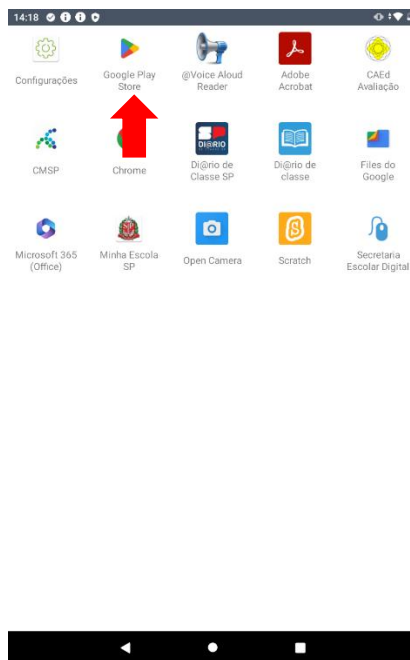 14:18
Configurações
Google Play
Store
@Voice Aloud
Reader
Adobe
Acrobat
CAEd
Avaliação
CMSP
Chrome
DI@RIO
Di@rio de
Classe SP
Di@rio de
classe
Files do
Google
Microsoft 365
(Office)
Minha Escola
SP
Open Camera
Scratch
Secretaria
Escolar Digital